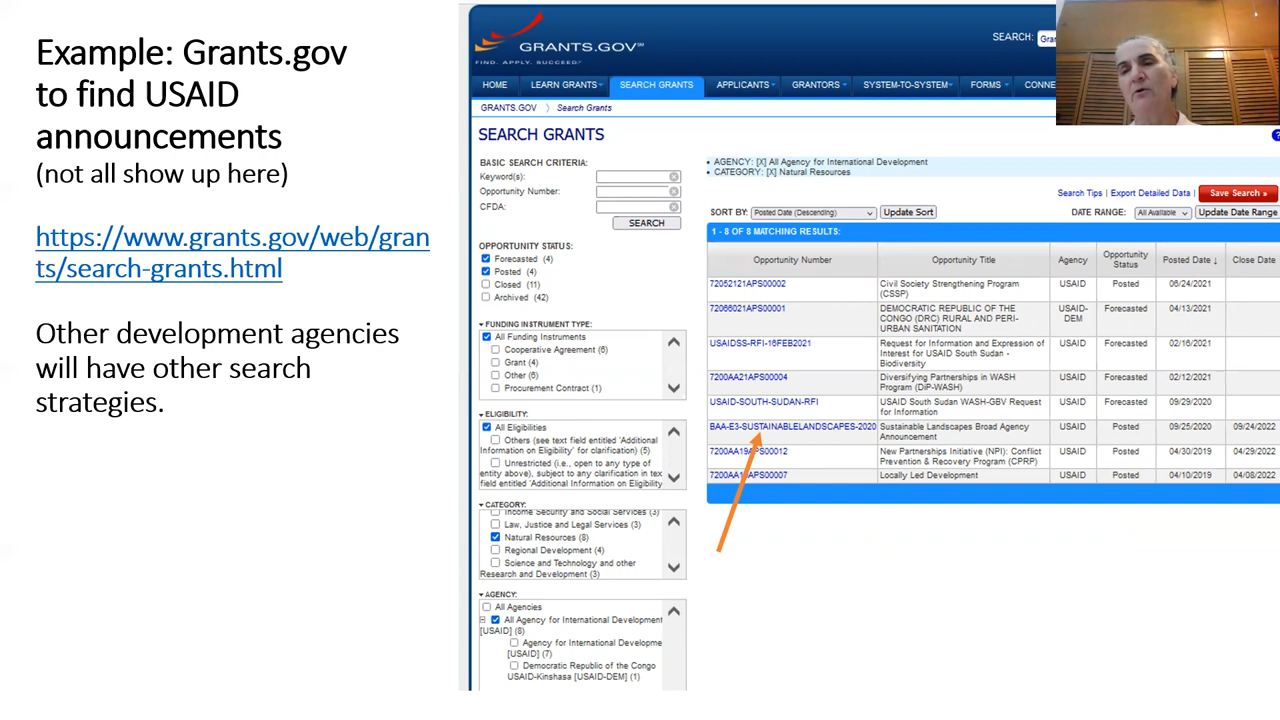 Example: Grants.gov
to find USAID
announcements
(not all show up here)
https://www.grants.gov/web/gran
ts/search-grants.html
Other development agencies
will have other search
strategies.
GRANTS.GOV℠
FIND. APPLY. SUCCEED.℠
SEARCH: Gran
HOME LEARN GRANTS SEARCH GRANTS APPLICANTS GRANTORS SYSTEM-TO-SYSTEM FORMS CONNE
GRANTS.GOV 〉 Search Grants
SEARCH GRANTS
BASIC SEARCH CRITERIA:
Keyword(s):
Opportunity Number:
CFDA:
SEARCH
OPPORTUNITY STATUS:
Forecasted (4)
Posted (4)
Closed (11)
Archived (42)
FUNDING INSTRUMENT TYPE:
All Funding Instruments
Cooperative Agreement (6)
Grant (4)
Other (6)
Procurement Contract (1)
ELIGIBILITY:
All Eligibilities
Others (see text field entitled 'Additional
Information on Eligibility' for clarification) (5)
Unrestricted (i.e., open to any type of
entity above), subject to any clarification in tex
field entitled 'Additional Information on Eligibility
CATEGORY:
Income Security and Social Services (3)
Law, Justice and Legal Services (3)
Natural Resources (8)
Regional Development (4)
Science and Technology and other
Research and Development (3)
AGENCY:
All Agencies
All Agency for International Development
[USAID] (8)
Agency for International Developme
[USAID] (7)
Democratic Republic of the Congo
USAID-Kinshasa [USAID-DEM] (1)
• AGENCY: [X] All Agency for International Development
• CATEGORY: [X] Natural Resources
Search Tips | Export Detailed Data | Save Search »
SORT BY: Posted Date (Descending) Update Sort DATE RANGE: All Available Update Date Range
1 - 8 OF 8 MATCHING RESULTS:
Opportunity Number Opportunity Title Agency Opportunity Status Posted Date ↓ Close Date
72052121APS00002 Civil Society Strengthening Program (CSSP) USAID Posted 06/24/2021
72066021APS00001 DEMOCRATIC REPUBLIC OF THE CONGO (DRC) RURAL AND PERI-URBAN SANITATION USAID-DEM Forecasted 04/13/2021
USAIDSS-RFI-16FEB2021 Request for Information and Expression of Interest for USAID South Sudan - Biodiversity USAID Forecasted 02/16/2021
7200AA21APS00004 Diversifying Partnerships in WASH Program (DiP-WASH) USAID Forecasted 02/12/2021
USAID-SOUTH-SUDAN-RFI USAID South Sudan WASH-GBV Request for Information USAID Forecasted 09/29/2020
BAA-E3-SUSTAINABLELANDSCAPES-2020 Sustainable Landscapes Broad Agency Announcement USAID Posted 09/25/2020 09/24/2022
7200AA19APS00012 New Partnerships Initiative (NPI): Conflict Prevention & Recovery Program (CPRP) USAID Posted 04/30/2019 04/29/2022
7200AA19APS00007 Locally Led Development USAID Posted 04/10/2019 04/08/2022